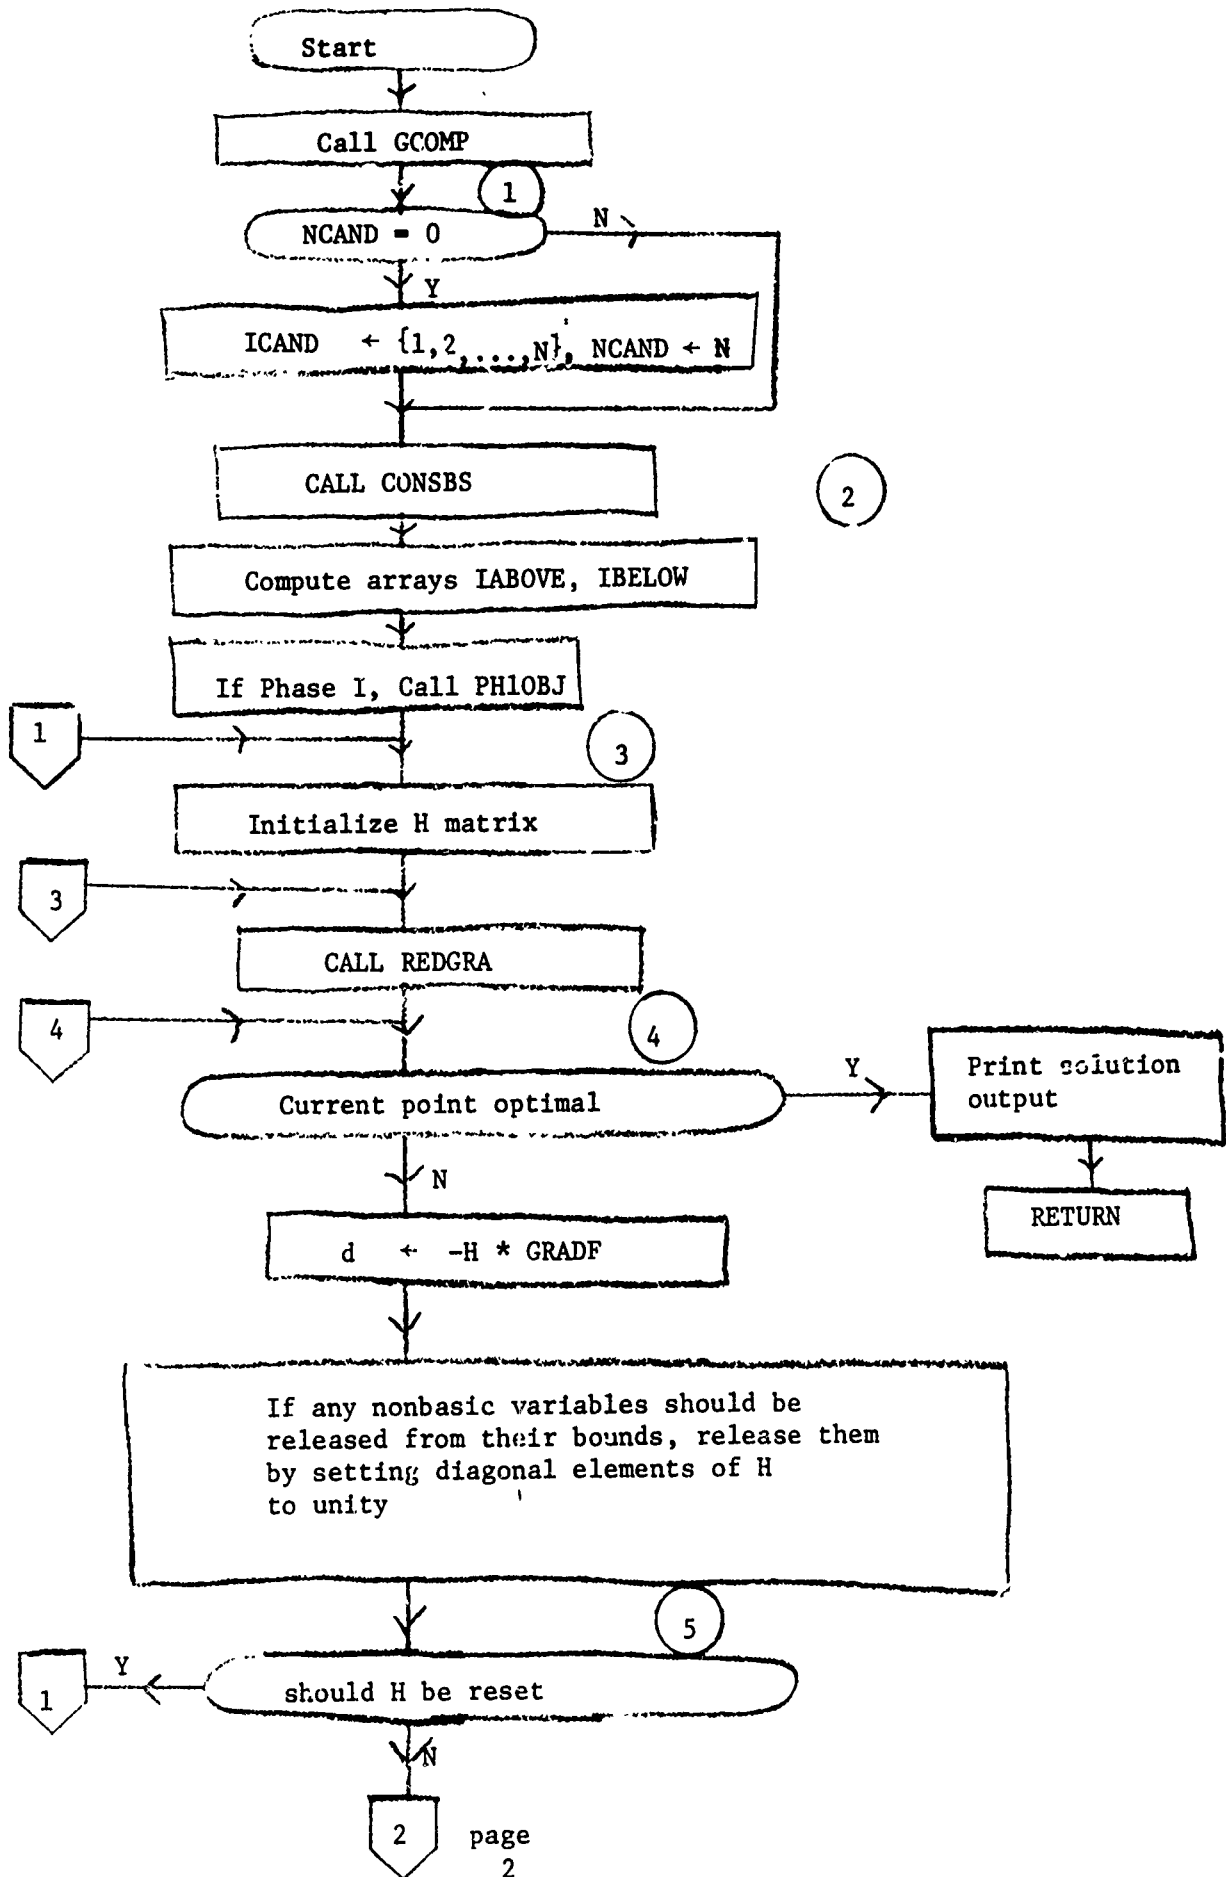 Start
Call GCOMP
1
NCAND = 0
N
Y
ICAND ← {1,2,...,N}, NCAND ← N
CALL CONSBS
2
Compute arrays IABOVE, IBELOW
If Phase I, Call PH1OBJ
1
3
Initialize H matrix
3
CALL REDGRA
4
4
Current point optimal
Y
Print solution
output
N
RETURN
d ← -H * GRADF
If any nonbasic variables should be
released from their bounds, release them
by setting diagonal elements of H
to unity
5
Y
1
should H be reset
N
2
page
2